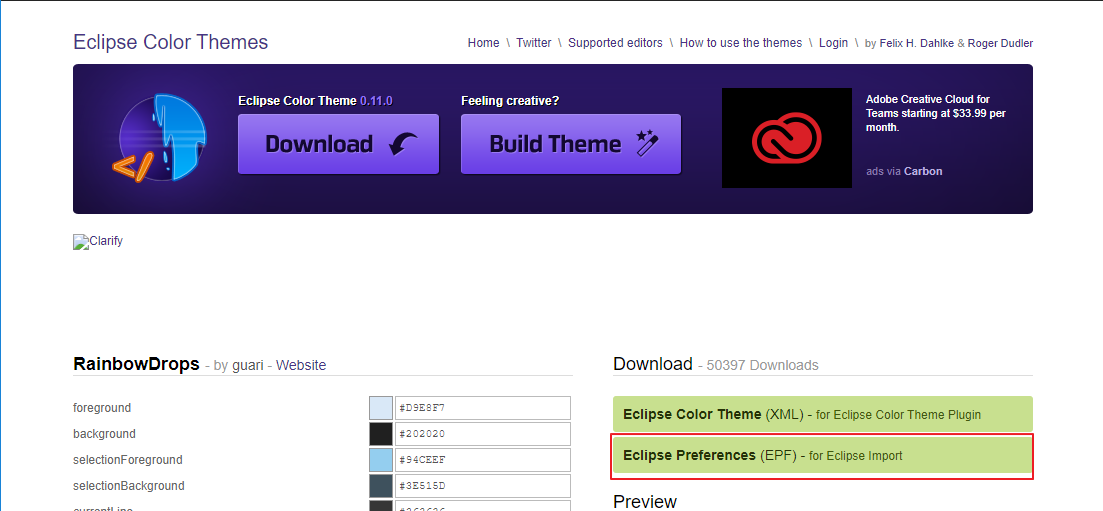 Eclipse Color Themes
Home \ Twitter \ Supported editors \ How to use the themes \ Login \ by Felix H. Dahlke & Roger Dudler
Eclipse Color Theme 0.11.0
Download
Feeling creative?
Build Theme
Adobe Creative Cloud for
Teams starting at $33.99 per
month.
ads via Carbon
Clarify
RainbowDrops - by guari - Website
foreground #D9E8F7
background #202020
selectionForeground #94CEEF
selectionBackground #3E515D
currentLine
Download - 50397 Downloads
Eclipse Color Theme (XML) - for Eclipse Color Theme Plugin
Eclipse Preferences (EPF) - for Eclipse Import
Preview